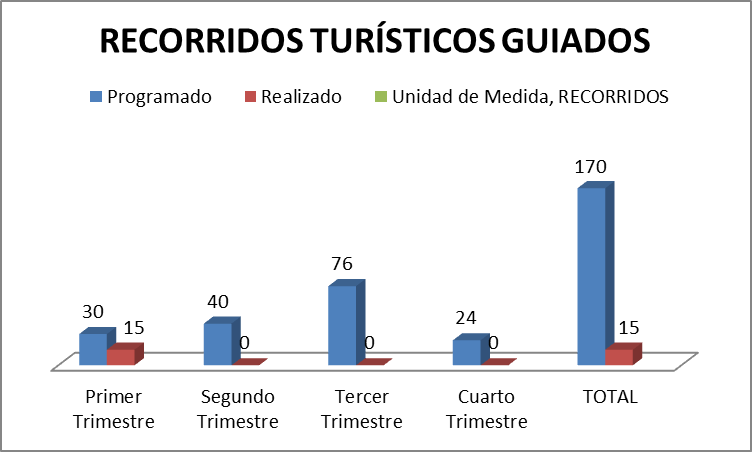 RECORRIDOS TURÍSTICOS GUIADOS
Programado Realizado Unidad de Medida, RECORRIDOS
170
76
40
30
24
15
0
0
0
15
Primer Trimestre
Segundo Trimestre
Tercer Trimestre
Cuarto Trimestre
TOTAL